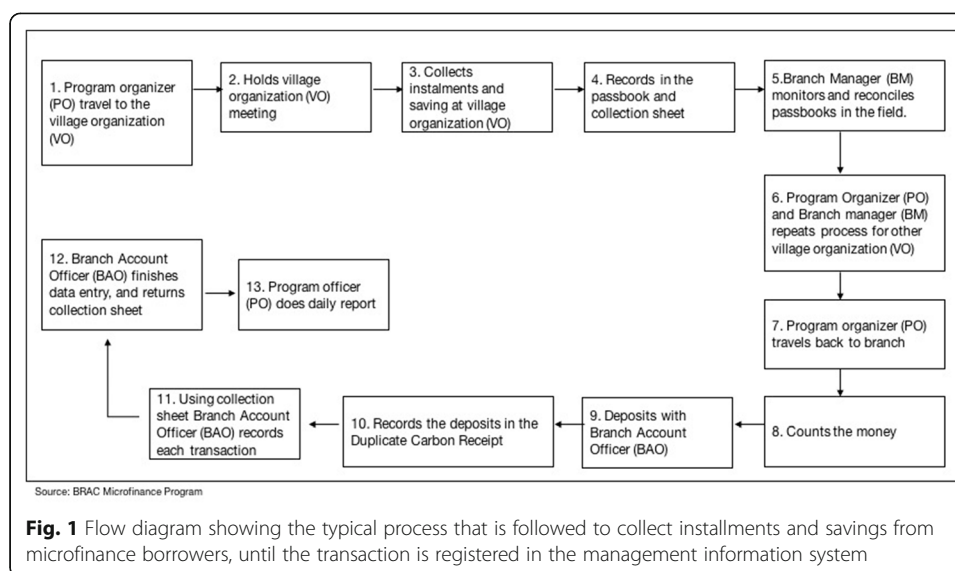 1. Program organizer
(PO) travel to the
village organization
(VO)
2. Holds village
organization (VO)
meeting
3. Collects
instalments and
saving at village
organization (VO)
4. Records in the
passbook and
collection sheet
5.Branch Manager (BM)
monitors and reconciles
passbooks in the field.
6. Program Organizer (PO)
and Branch manager (BM)
repeats process for other
village organization (VO)
7. Program organizer (PO)
travels back to branch
8. Counts the money
9. Deposits with
Branch Account
Officer (BAO)
10. Records the deposits in the
Duplicate Carbon Receipt
11. Using collection
sheet Branch Account
Officer (BAO) records
each transaction
12. Branch Account
Officer (BAO) finishes
data entry, and returns
collection sheet
13. Program officer
(PO) does daily report
Source: BRAC Microfinance Program
Fig. 1 Flow diagram showing the typical process that is followed to collect installments and savings from
microfinance borrowers, until the transaction is registered in the management information system